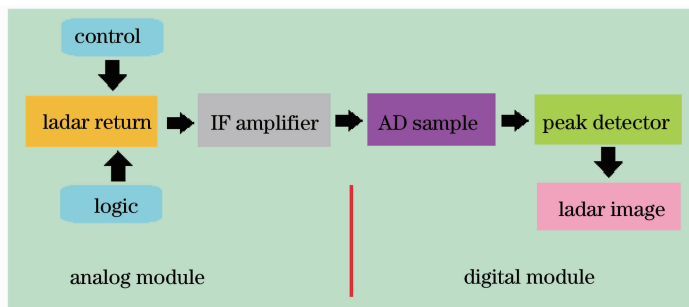 control
ladar return
IF amplifier
AD sample
peak detector
logic
ladar image
analog module
digital module